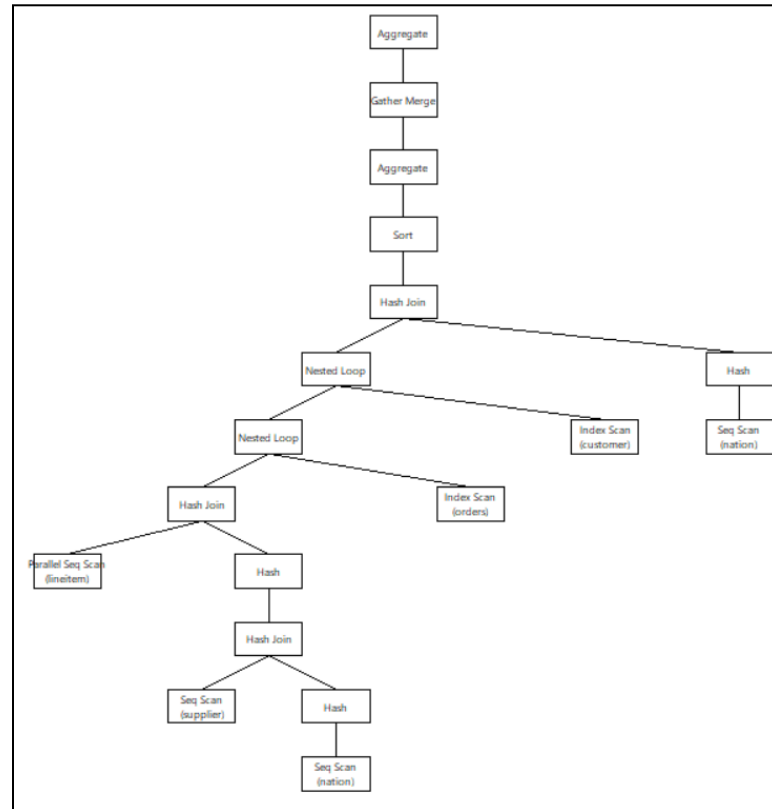 Aggregate
Gather Merge
Aggregate
Sort
Hash Join
Nested Loop
Hash
Nested Loop
Index Scan
(customer)
Seq Scan
(nation)
Hash Join
Index Scan
(orders)
Parallel Seq Scan
(lineitem)
Hash
Hash Join
Seq Scan
(supplier)
Hash
Seq Scan
(nation)